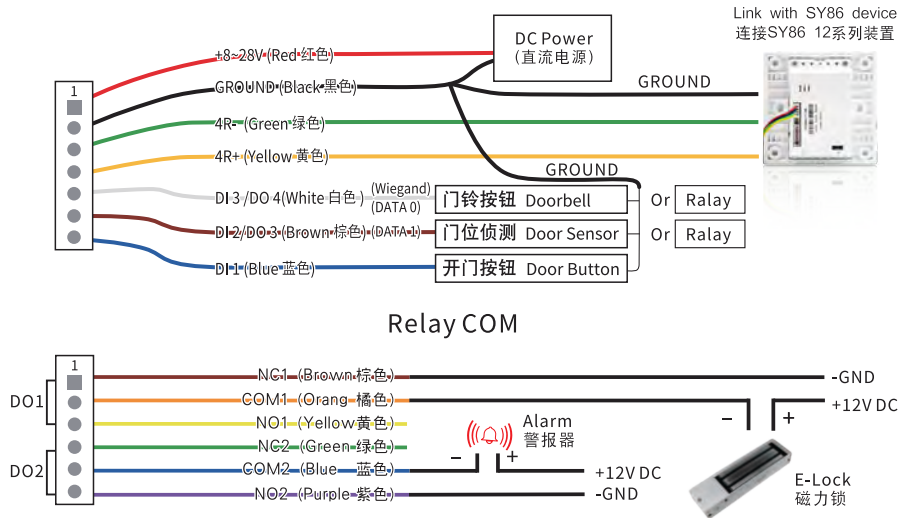 Link with SY86 device
连接SY86 12系列装置
DC Power
(直流电源)
+8~28V (Red 红色)
GROUND (Black 黑色)
GROUND
1
4R- (Green 绿色)
4R+ (Yellow 黄色)
GROUND
DI 3 /DO 4(White 白色 )
(Wiegand)
(DATA 0)
门铃按钮 Doorbell
Or Ralay
DI 2/DO 3 (Brown 棕色)
(DATA 1)
门位侦测 Door Sensor
Or Ralay
DI 1 (Blue 蓝色)
开门按钮 Door Button
Relay COM
1
DO1
DO2
NC1 (Brown 棕色)
-GND
COM1 (Orang 橘色)
+12V DC
NO1 (Yellow 黄色)
- +
Alarm
警报器
NC2 (Green 绿色)
- +
COM2 (Blue 蓝色)
+12V DC
NO2 (Purple 紫色)
-GND
E-Lock
磁力锁